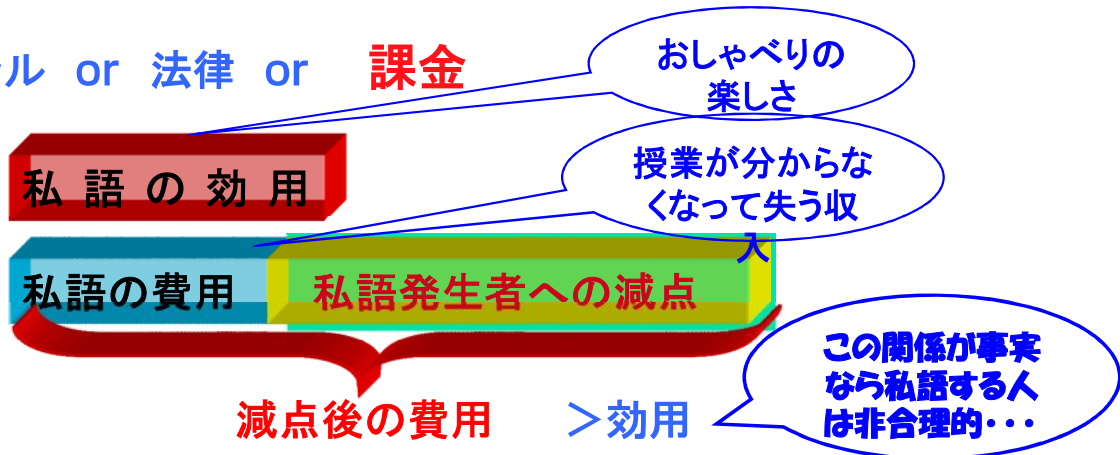 ル or 法律 or 課金
おしゃべりの
楽しさ
私語の効用
授業が分からな
くなって失う収
入
私語の費用
私語発生者への減点
この関係が事実
なら私語する人
は非合理的・・・
減点後の費用 >効用